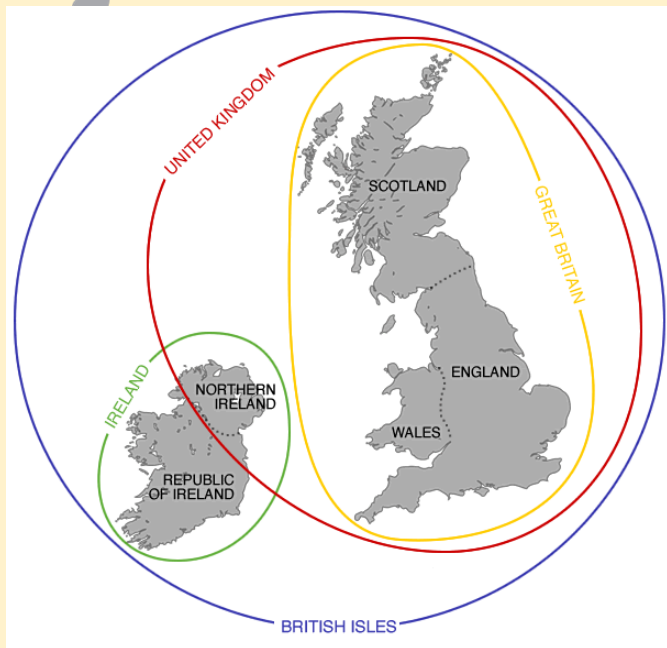 UNITED KINGDOM
SCOTLAND
GREAT BRITAIN
IRELAND
NORTHERN
IRELAND
ENGLAND
WALES
REPUBLIC
OF IRELAND
BRITISH ISLES